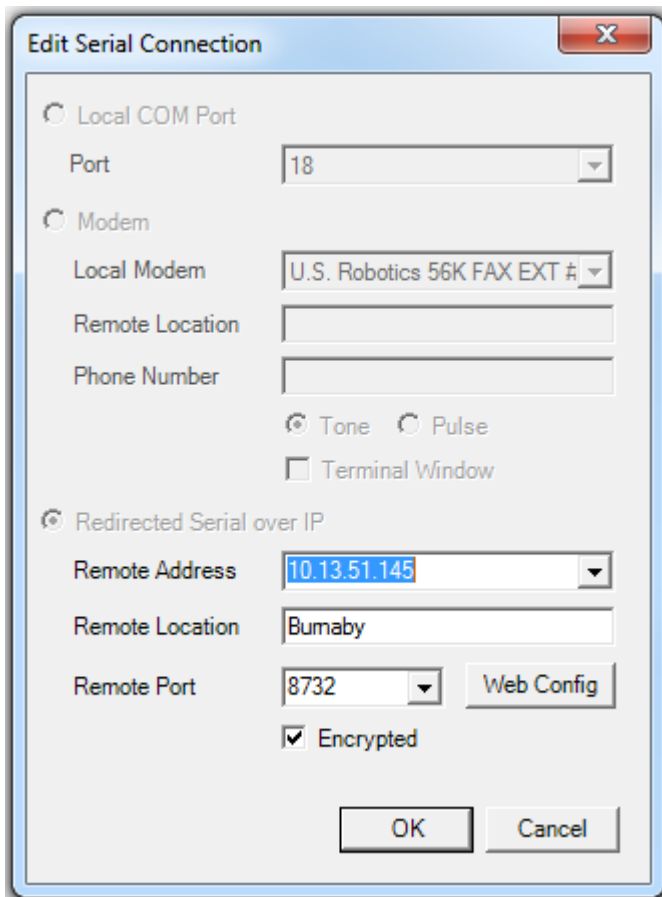 Edit Serial Connection
Local COM Port
Port 18
Modem
Local Modem U.S. Robotics 56K FAX EXT #
Remote Location
Phone Number
Tone Pulse
Terminal Window
Redirected Serial over IP
Remote Address 10.13.51.145
Remote Location Burnaby
Remote Port 8732 Web Config
Encrypted
OK Cancel